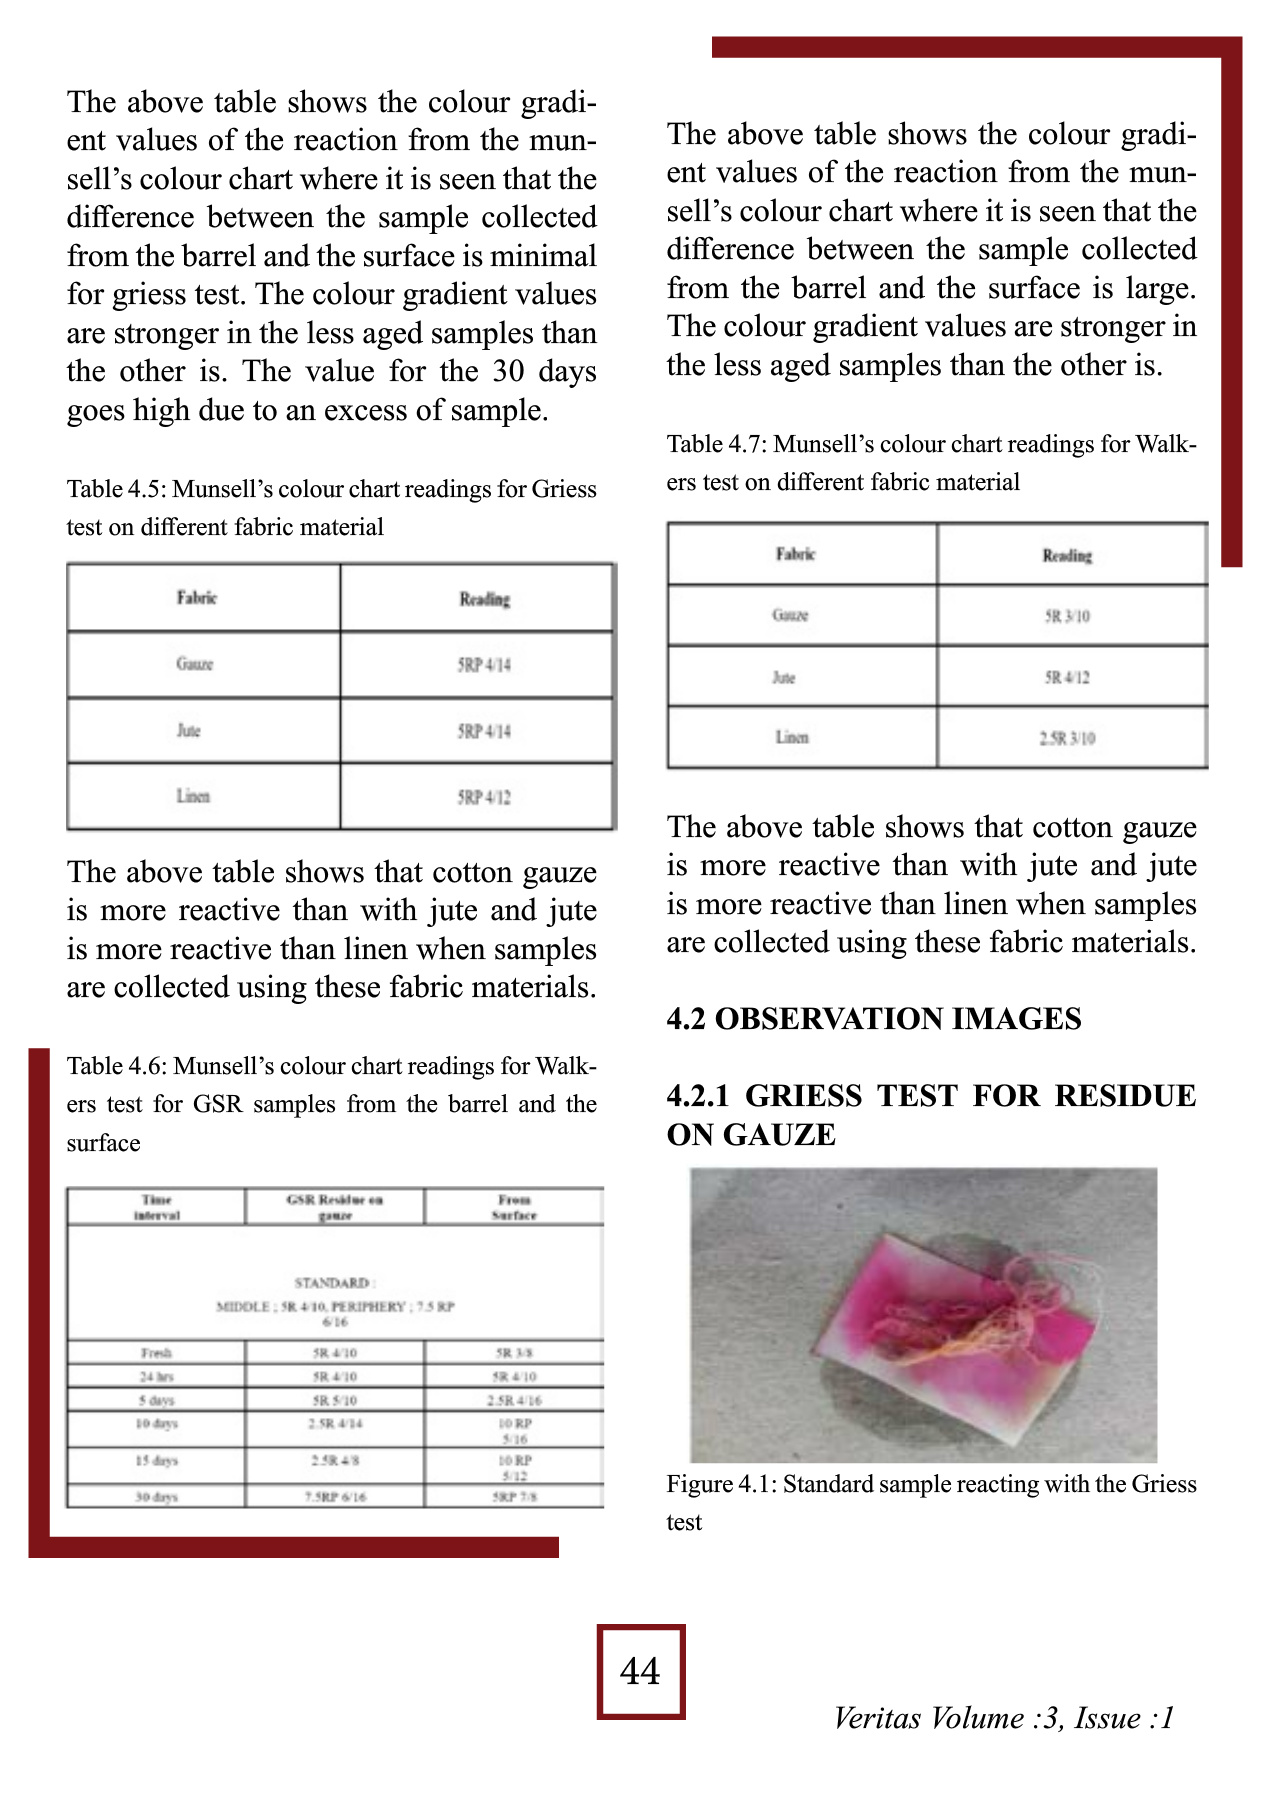 The above table shows the colour gradi-
ent values of the reaction from the mun-
sell’s colour chart where it is seen that the
difference between the sample collected
from the barrel and the surface is minimal
for griess test. The colour gradient values
are stronger in the less aged samples than
the other is. The value for the 30 days
goes high due to an excess of sample.
Table 4.5: Munsell’s colour chart readings for Griess
test on different fabric material
Fabric Reading
Gauze 5RP 4/14
Jute 5RP 4/14
Linen 5RP 4/12
The above table shows that cotton gauze
is more reactive than with jute and jute
is more reactive than linen when samples
are collected using these fabric materials.
Table 4.6: Munsell’s colour chart readings for Walk-
ers test for GSR samples from the barrel and the
surface
Time interval GSR Residue on gauze From Surface
STANDARD :
MIDDLE ; 5R 4/10, PERIPHERY ; 7.5 RP
6/16
Fresh 5R 4/10 5R 3/8
24 hrs 5R 4/10 5R 4/10
5 days 5R 5/10 2.5R 4/16
10 days 2.5R 4/14 10 RP 5/16
15 days 2.5R 4/8 10 RP 5/12
30 days 7.5RP 6/16 5RP 7/8
The above table shows the colour gradi-
ent values of the reaction from the mun-
sell’s colour chart where it is seen that the
difference between the sample collected
from the barrel and the surface is large.
The colour gradient values are stronger in
the less aged samples than the other is.
Table 4.7: Munsell’s colour chart readings for Walk-
ers test on different fabric material
Fabric Reading
Gauze 5R 3/10
Jute 5R 4/12
Linen 2.5R 3/10
The above table shows that cotton gauze
is more reactive than with jute and jute
is more reactive than linen when samples
are collected using these fabric materials.
4.2 OBSERVATION IMAGES
4.2.1 GRIESS TEST FOR RESIDUE
ON GAUZE
Figure 4.1: Standard sample reacting with the Griess
test
44
Veritas Volume :3, Issue :1